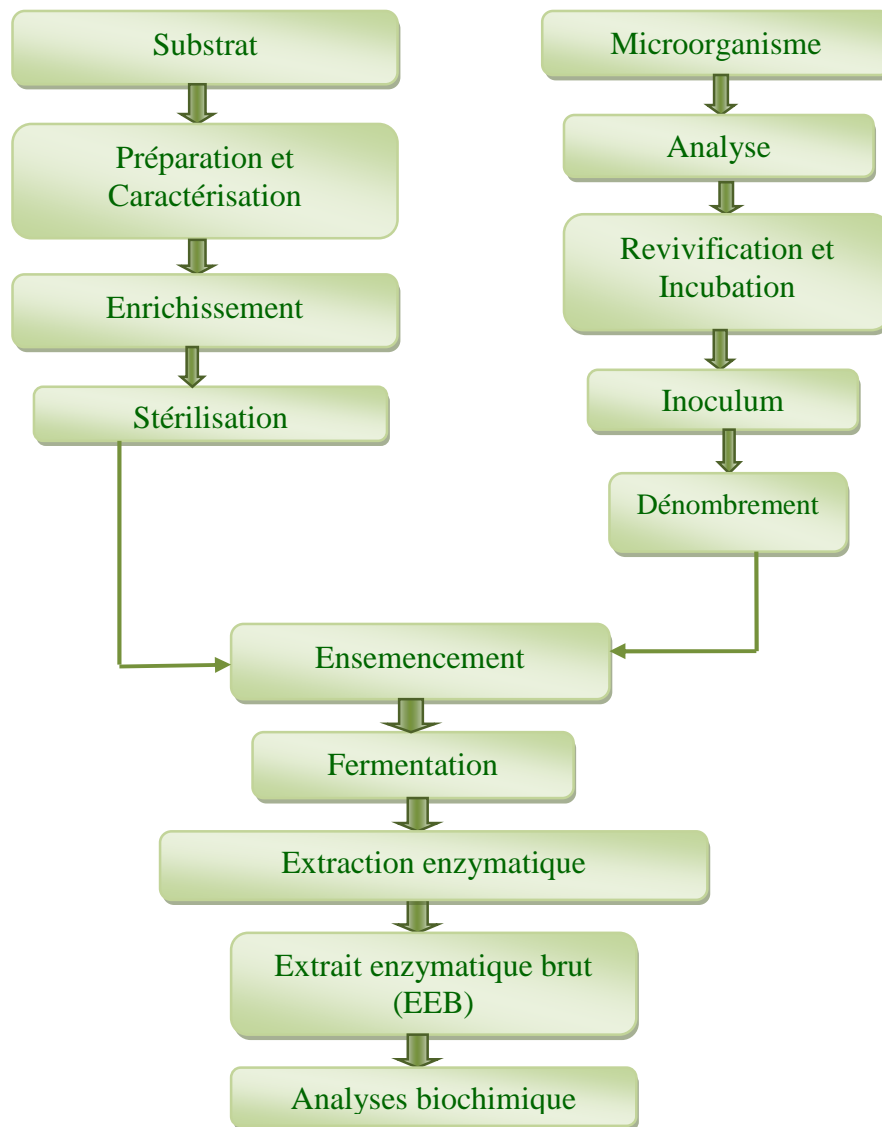 Substrat
Préparation et
Caractérisation
Enrichissement
Stérilisation
Microorganisme
Analyse
Revivification et
Incubation
Inoculum
Dénombrement
Ensemencement
Fermentation
Extraction enzymatique
Extrait enzymatique brut
(EEB)
Analyses biochimique